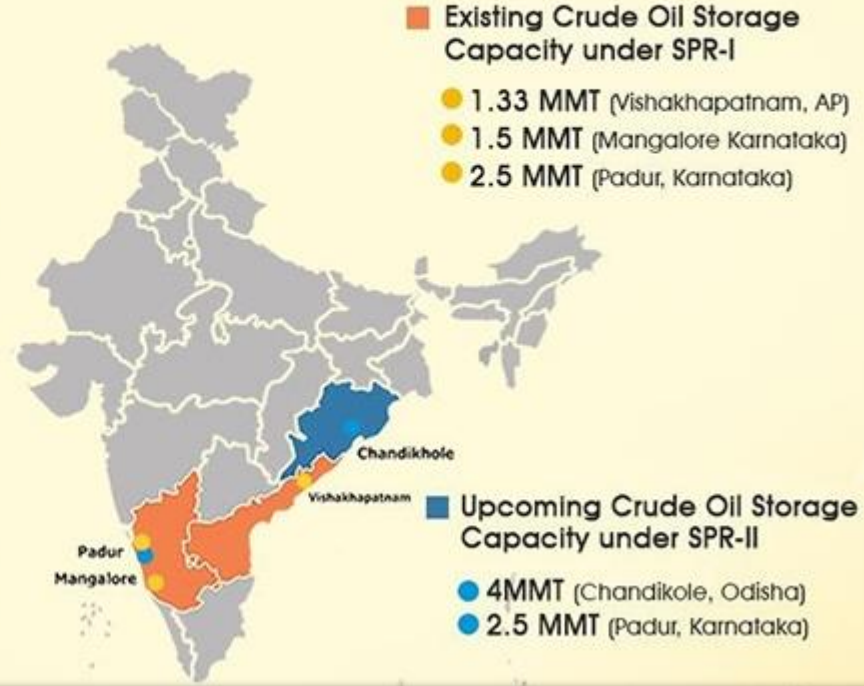 Existing Crude Oil Storage
Capacity under SPR-I
1.33 MMT (Vishakhapatnam, AP)
1.5 MMT (Mangalore Karnataka)
2.5 MMT (Padur, Karnataka)
Chandikhole
Vishakhapatnam
Padur
Mangalore
Upcoming Crude Oil Storage
Capacity under SPR-II
4MMT (Chandikole, Odisha)
2.5 MMT (Padur, Karnataka)